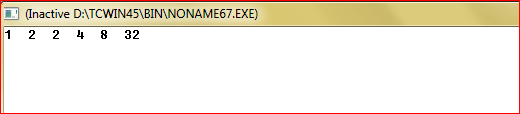 (Inactive D:\TCWIN45\BIN\NONAME67.EXE)
1 2 2 4 8 32